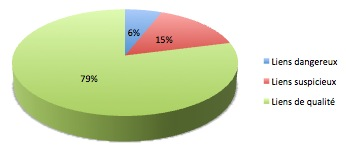 6%
15%
79%
Liens dangereux
Liens suspicieux
Liens de qualité